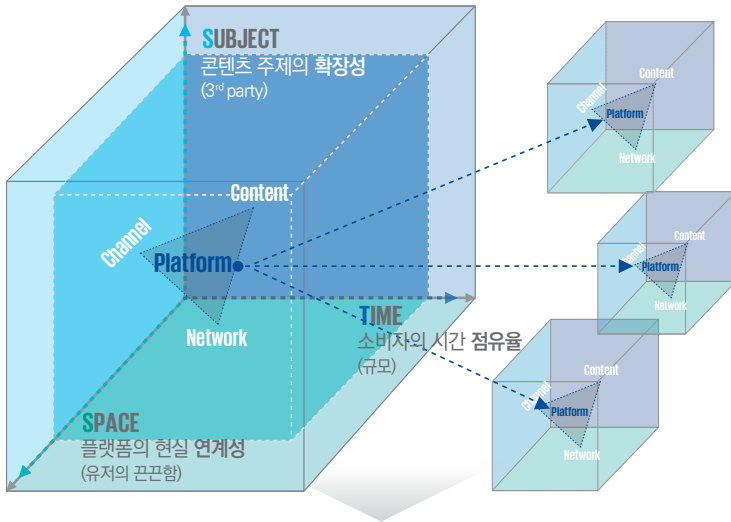 SUBJECT
콘텐츠 주제의 확장성
(3rd party)
Content
Channel
Platform
Network
TIME
소비자의 시간 점유율
(규모)
SPACE
플랫폼의 현실 연계성
(유저의 끈끈함)
Content
Channel
Platform
Network
Content
Channel
Platform
Network
Content
Channel
Platform
Network